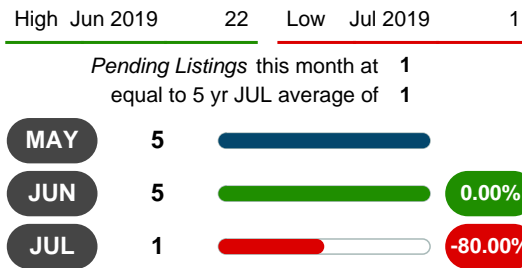 High Jun 2019 22 Low Jul 2019 1
Pending Listings this month at 1
equal to 5 yr JUL average of 1
MAY 5
JUN 5 0.00%
JUL 1 -80.00%